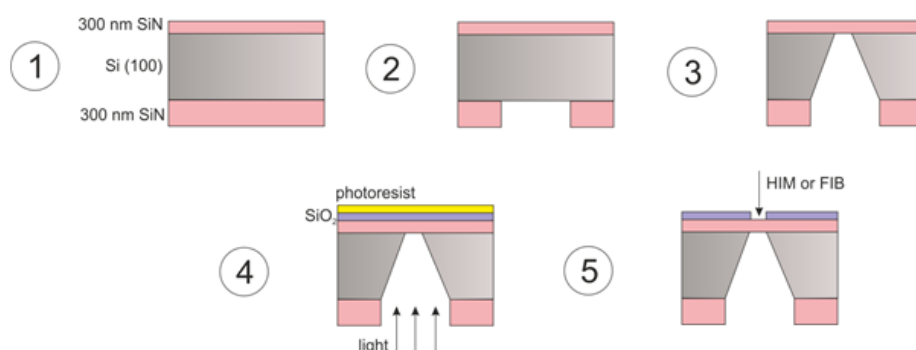 300 nm SiN
1
Si (100)
300 nm SiN
2
3
photoresist
SiO2
4
light
HIM or FIB
5